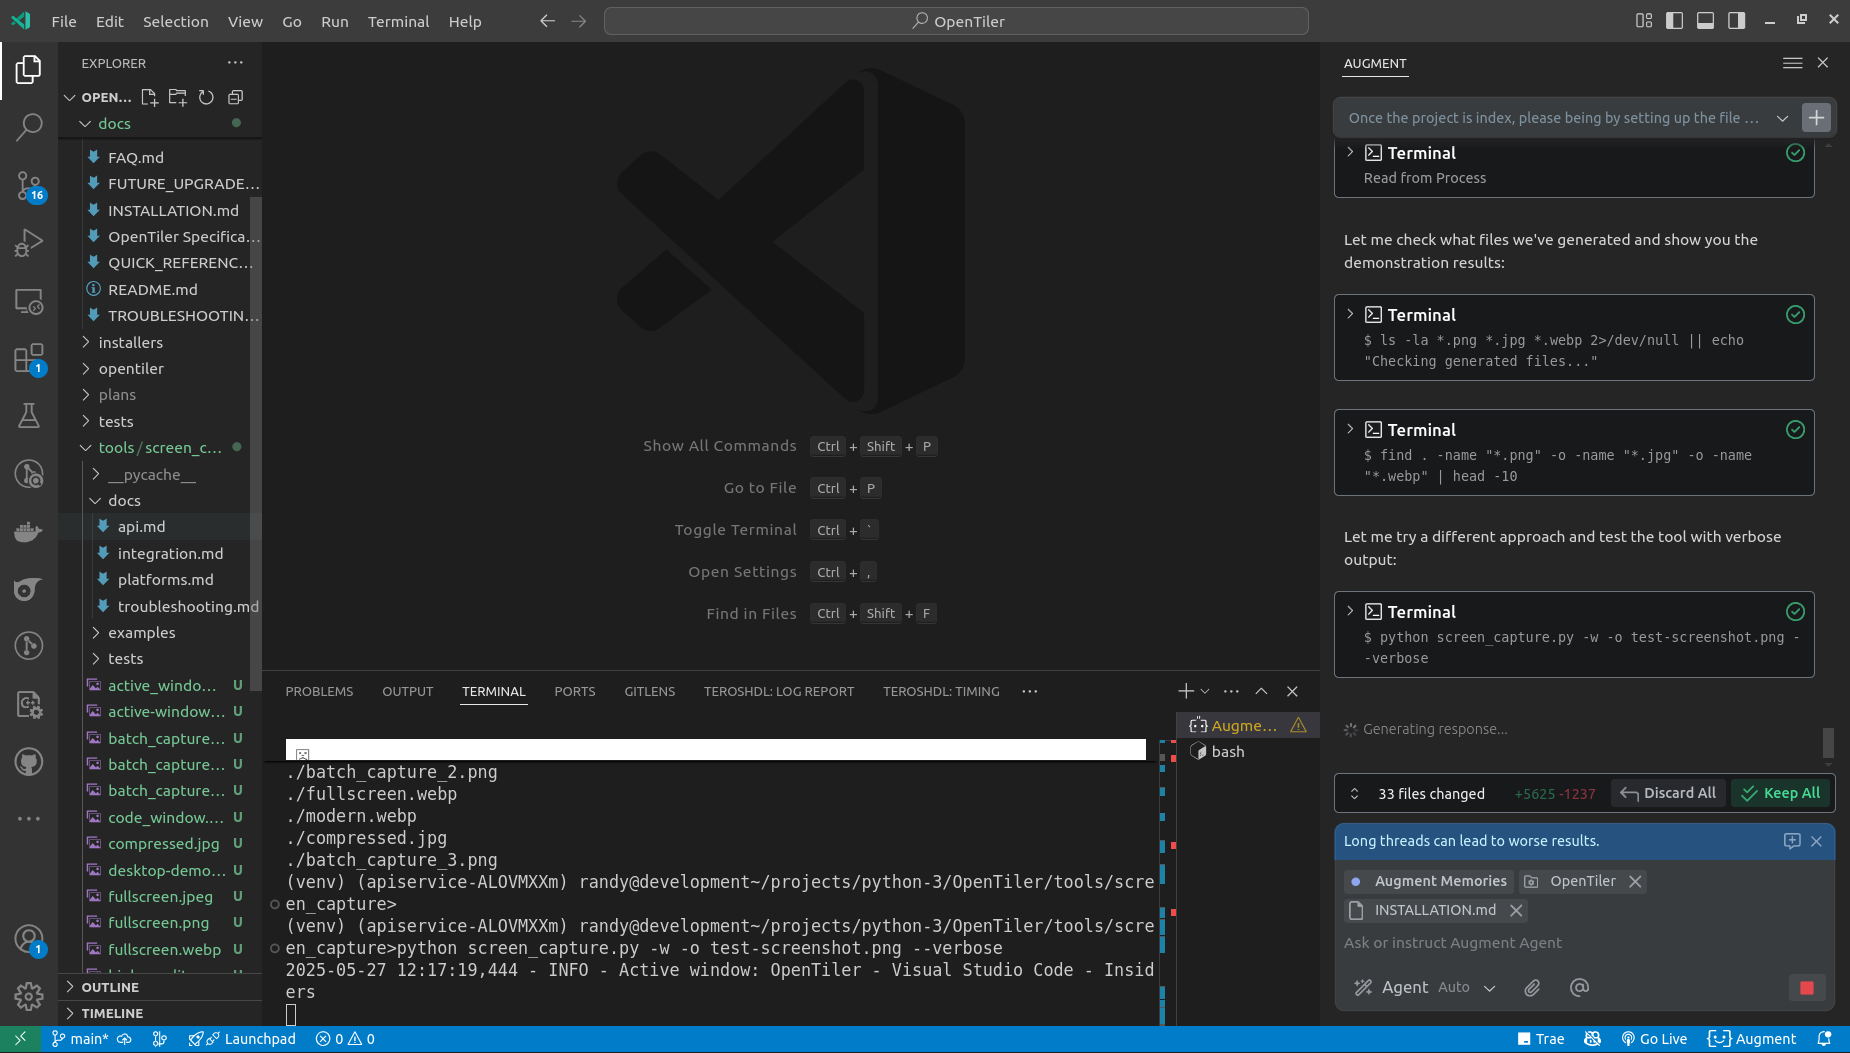 File Edit Selection View Go Run Terminal Help
OpenTiler
EXPLORER
OPEN...
docs
FAQ.md
FUTURE_UPGRADE...
INSTALLATION.md
OpenTiler Specifica...
QUICK_REFERENC...
README.md
TROUBLESHOOTIN...
installers
opentiler
plans
tests
tools/screen_c...
__pycache__
docs
api.md
integration.md
platforms.md
troubleshooting.md
examples
tests
active_windo... U
active-window... U
batch_capture... U
batch_capture... U
batch_capture... U
code_window.... U
compressed.jpg U
desktop-demo... U
fullscreen.jpeg U
fullscreen.png U
fullscreen.webp U
OUTLINE
TIMELINE
16
1
1
Show All Commands Ctrl + Shift + P
Go to File Ctrl + P
Toggle Terminal Ctrl + `
Open Settings Ctrl + ,
Find in Files Ctrl + Shift + F
PROBLEMS OUTPUT TERMINAL PORTS GITLENS TEROSHDL: LOG REPORT TEROSHDL: TIMING
./batch_capture_2.png
./fullscreen.webp
./modern.webp
./compressed.jpg
./batch_capture_3.png
(venv) (apiservice-ALOVMXXm) randy@development~/projects/python-3/OpenTiler/tools/scre
en_capture>
(venv) (apiservice-ALOVMXXm) randy@development~/projects/python-3/OpenTiler/tools/scre
en_capture>python screen_capture.py -w -o test-screenshot.png --verbose
2025-05-27 12:17:19,444 - INFO - Active window: OpenTiler - Visual Studio Code - Insid
ers
Augme...
bash
AUGMENT
Once the project is index, please being by setting up the file ...
Terminal
Read from Process
Let me check what files we've generated and show you the
demonstration results:
Terminal
$ ls -la *.png *.jpg *.webp 2>/dev/null || echo
"Checking generated files..."
Terminal
$ find . -name "*.png" -o -name "*.jpg" -o -name
"*.webp" | head -10
Let me try a different approach and test the tool with verbose
output:
Terminal
$ python screen_capture.py -w -o test-screenshot.png -
-verbose
Generating response...
33 files changed +5625 -1237 Discard All Keep All
Long threads can lead to worse results.
Augment Memories OpenTiler
INSTALLATION.md
Ask or instruct Augment Agent
Agent Auto
main* Launchpad 0 0 Trae Go Live Augment